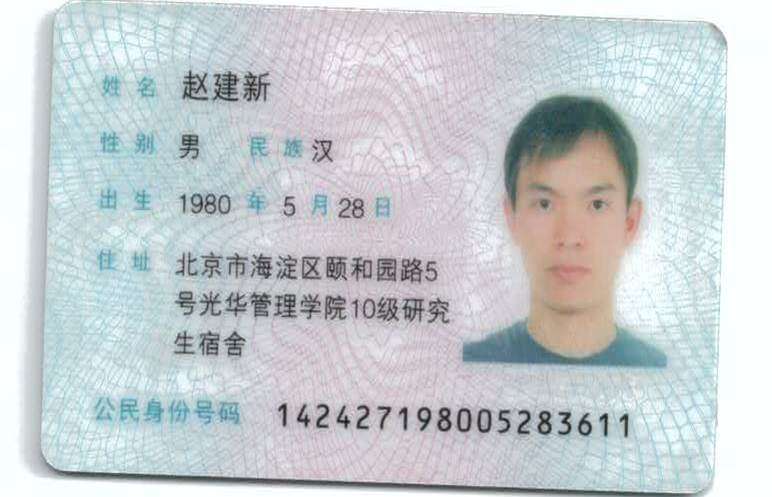 姓名 赵建新
性别 男 民族 汉
出生 1980 年 5 月 28 日
住址 北京市海淀区颐和园路5
号光华管理学院10级研究
生宿舍
公民身份号码 142427198005283611